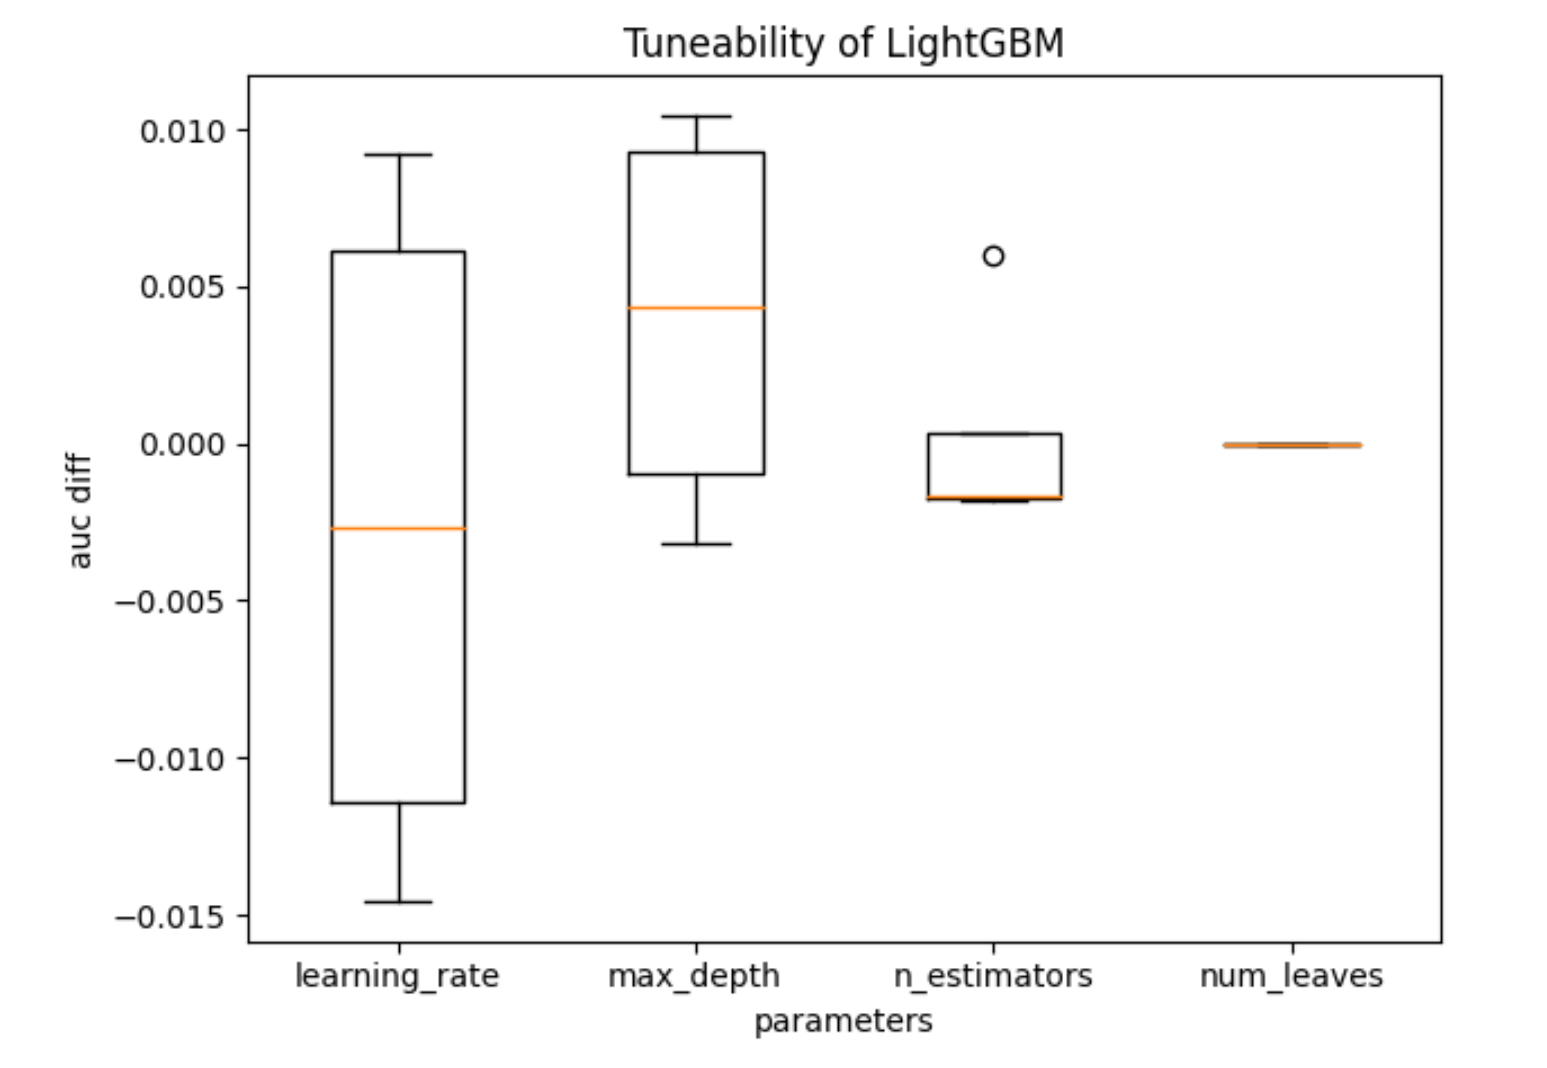 Tuneability of LightGBM
0.010
0.005
0.000
−0.005
−0.010
−0.015
auc diff
learning_rate max_depth n_estimators num_leaves
parameters